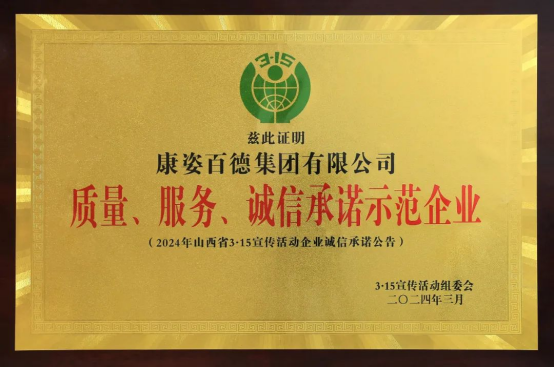 3·15
兹此证明
康姿百德集团有限公司
质量、服务、诚信承诺示范企业
(2024年山西省3·15宣传活动企业诚信承诺公告)
3·15宣传活动组委会
二〇二四年三月